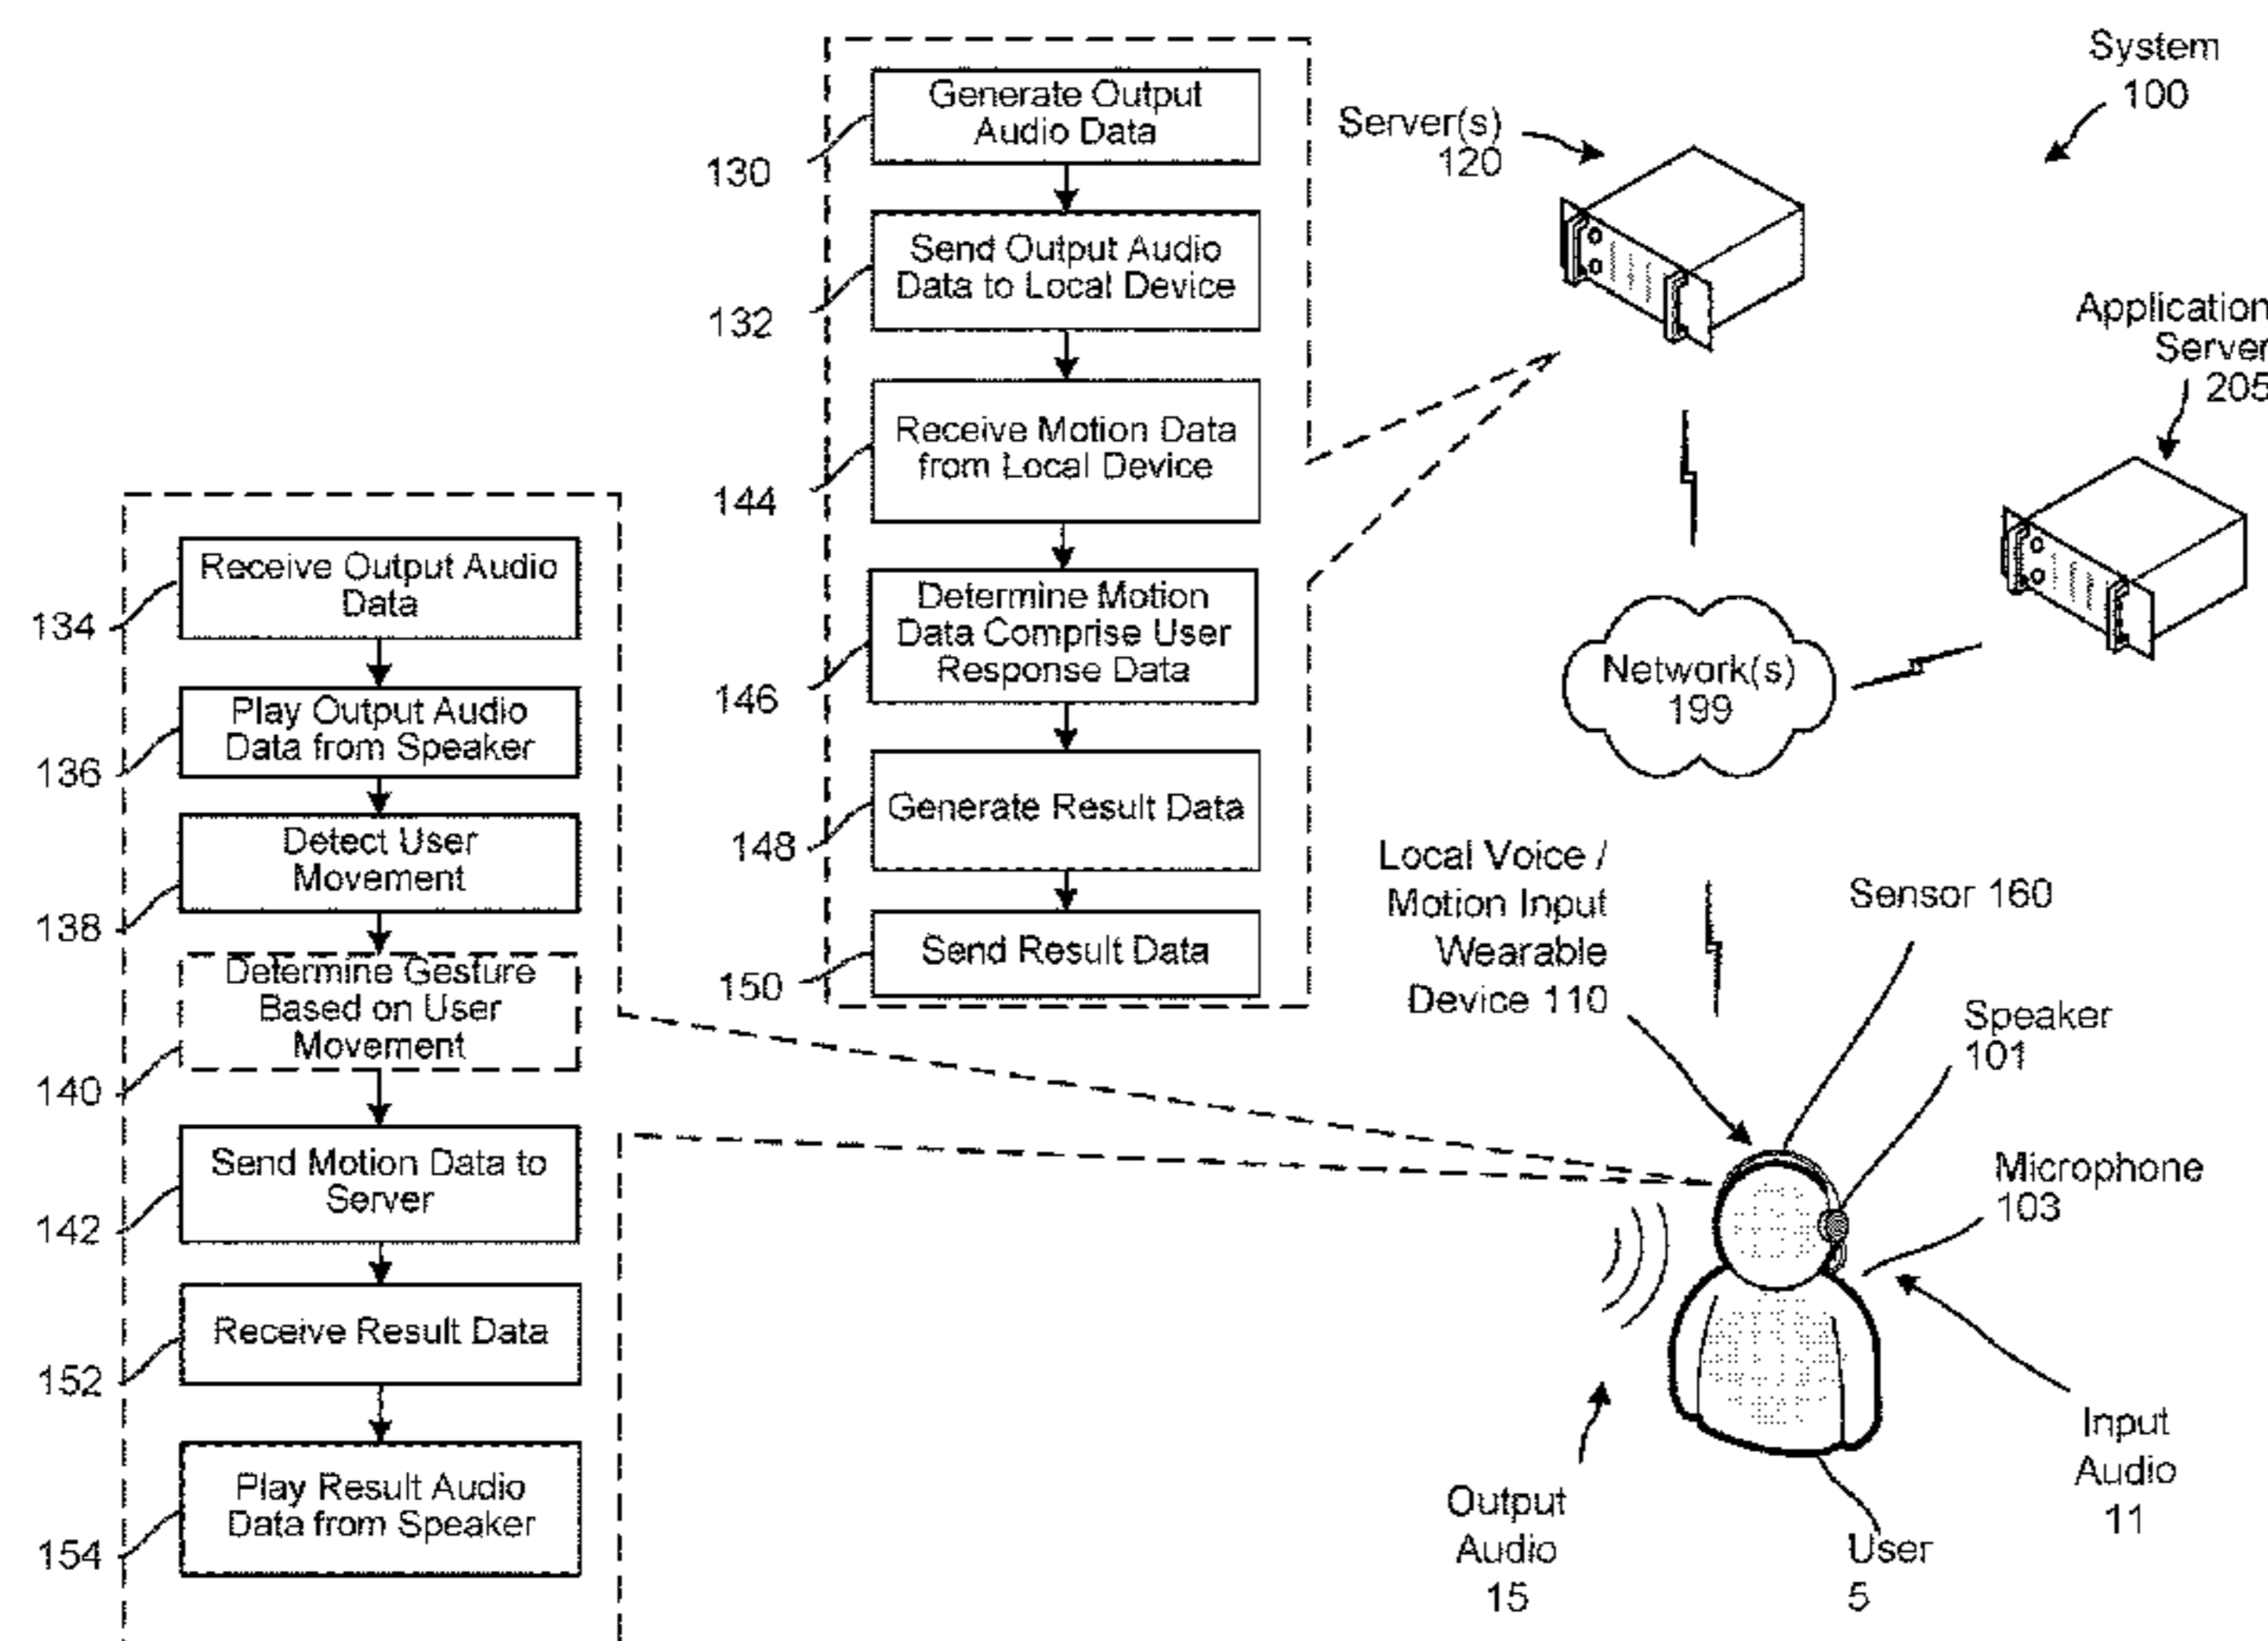 System
100
Server(s)
120
Application
Server
205
Network(s)
199
Generate Output
Audio Data
130
Send Output Audio
Data to Local Device
132
Receive Motion Data
from Local Device
144
Determine Motion
Data Comprise User
Response Data
146
Generate Result Data
148
Send Result Data
150
Receive Output Audio
Data
134
Play Output Audio
Data from Speaker
136
Detect User
Movement
138
Determine Gesture
Based on User
Movement
140
Send Motion Data to
Server
142
Receive Result Data
152
Play Result Audio
Data from Speaker
154
Local Voice /
Motion Input
Wearable
Device 110
Sensor 160
Speaker
101
Microphone
103
Input
Audio
11
Output
Audio
15
User
5